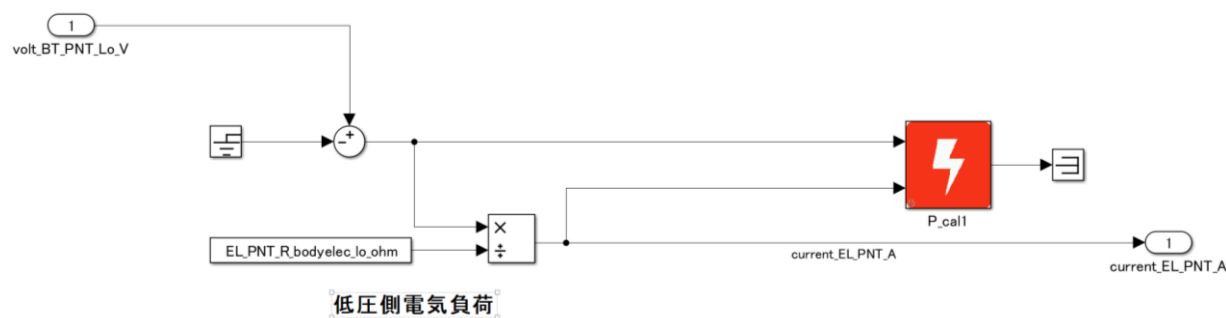 1
volt_BT_PNT_Lo_V
EL_PNT_R_bodyelec_lo_ohm
P_cal1
current_EL_PNT_A
1
current_EL_PNT_A
低圧側電気負荷